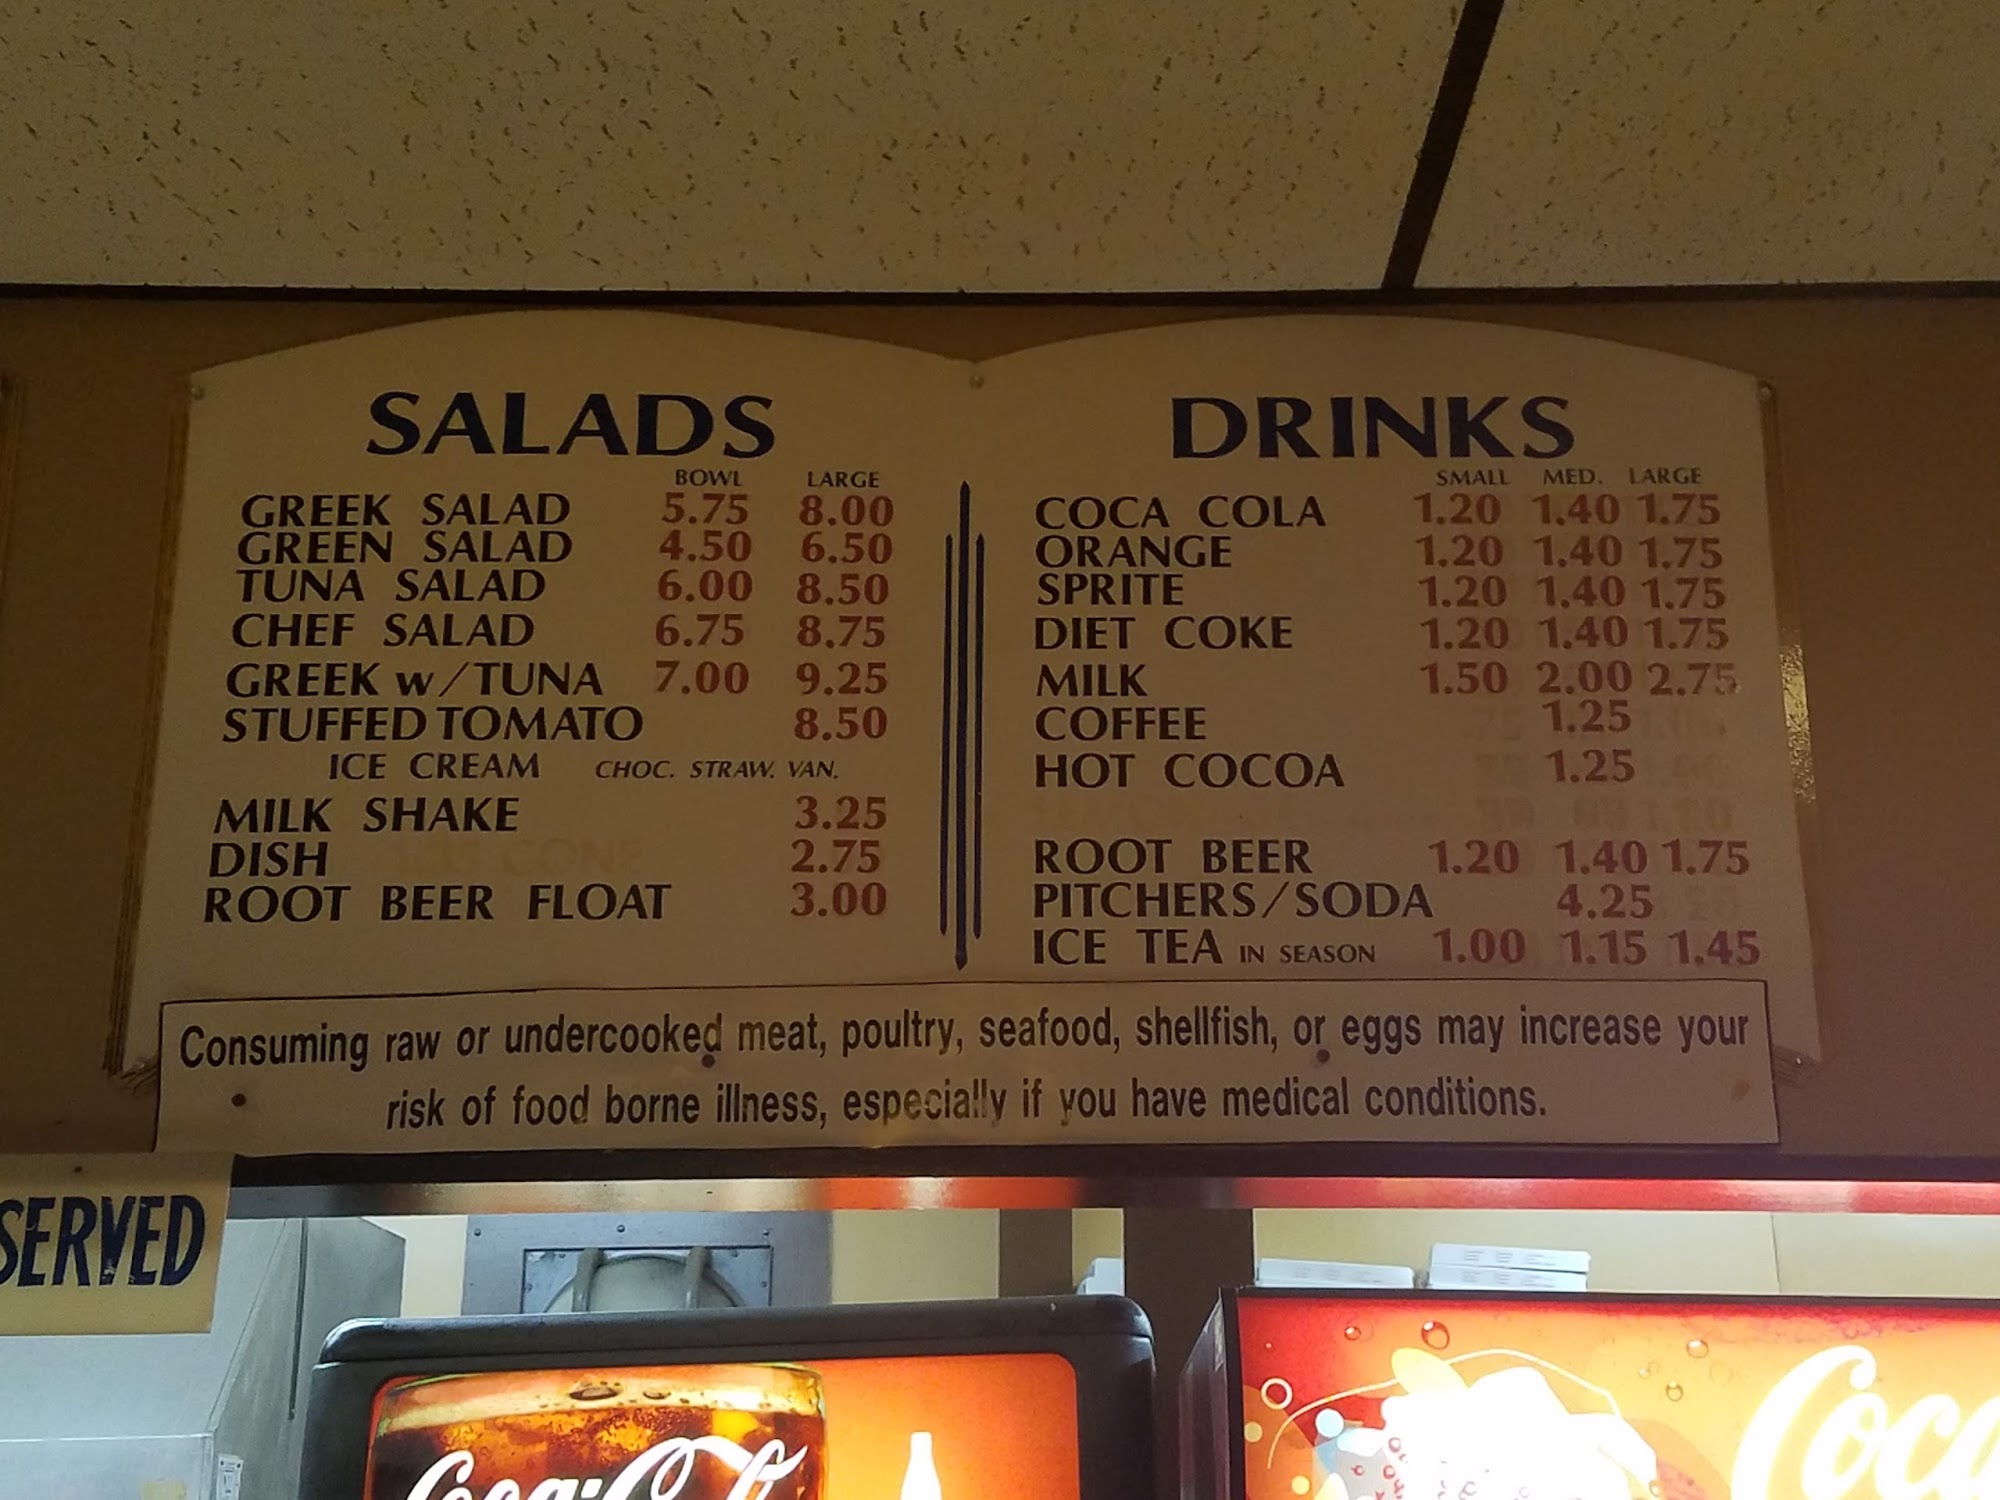 SALADS
BOWL LARGE
GREEK SALAD 5.75 8.00
GREEN SALAD 4.50 6.50
TUNA SALAD 6.00 8.50
CHEF SALAD 6.75 8.75
GREEK w/TUNA 7.00 9.25
STUFFED TOMATO 8.50
ICE CREAM CHOC. STRAW. VAN.
MILK SHAKE 3.25
DISH CONE 2.75
ROOT BEER FLOAT 3.00
DRINKS
SMALL MED. LARGE
COCA COLA 1.20 1.40 1.75
ORANGE 1.20 1.40 1.75
SPRITE 1.20 1.40 1.75
DIET COKE 1.20 1.40 1.75
MILK 1.50 2.00 2.75
COFFEE 1.25
HOT COCOA 1.25
ROOT BEER 1.20 1.40 1.75
PITCHERS/SODA 4.25
ICE TEA IN SEASON 1.00 1.15 1.45
Consuming raw or undercooked meat, poultry, seafood, shellfish, or eggs may increase your
risk of food borne illness, especially if you have medical conditions.
SERVED
Coca-Co
Coca